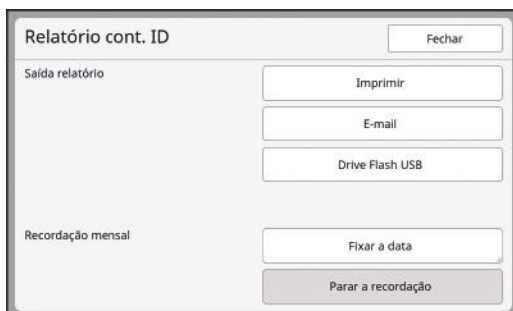 Relatório cont. ID
Fechar
Saída relatório
Imprimir
E-mail
Drive Flash USB
Recordação mensal
Fixar a data
Parar a recordação